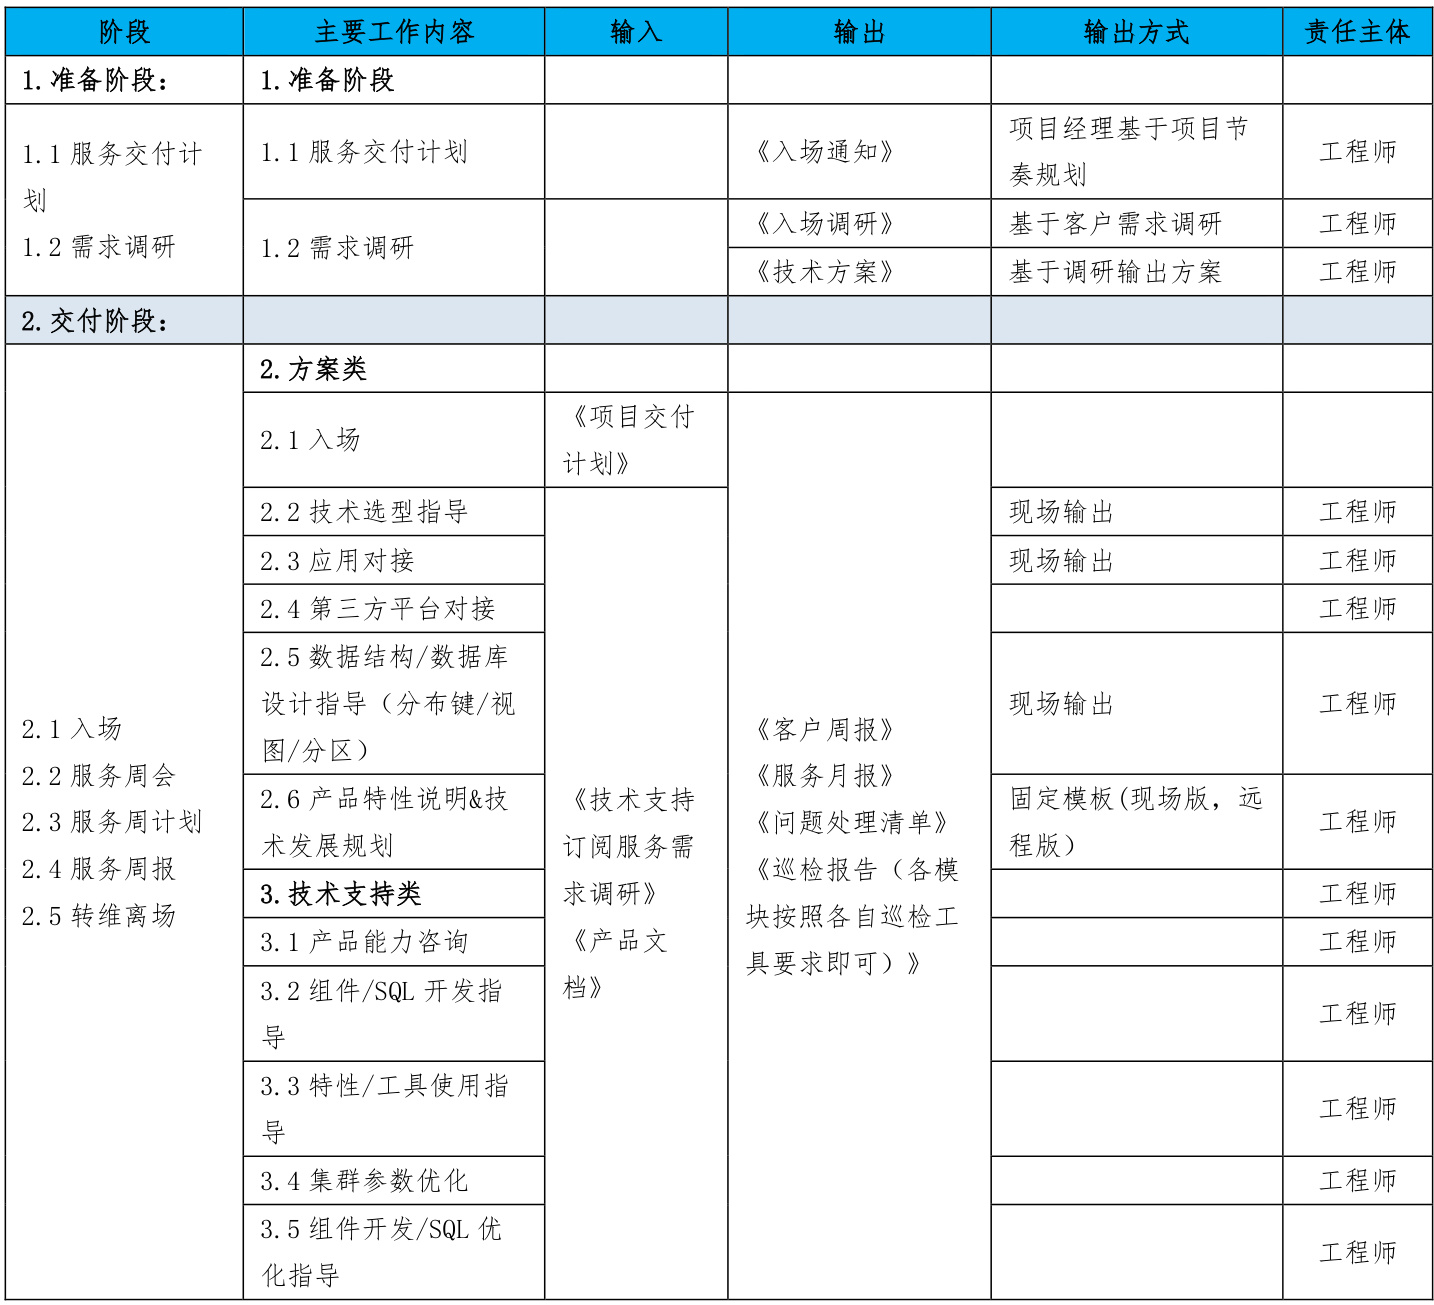 阶段 主要工作内容 输入 输出 输出方式 责任主体
1.准备阶段： 1.准备阶段
1.1 服务交付计
划
1.2 需求调研
1.1 服务交付计划
《入场通知》
项目经理基于项目节
奏规划
工程师
1.2 需求调研
《入场调研》 基于客户需求调研 工程师
《技术方案》 基于调研输出方案 工程师
2.交付阶段：
2.1 入场
2.2 服务周会
2.3 服务周计划
2.4 服务周报
2.5 转维离场
2.方案类
2.1 入场
《项目交付
计划》
《客户周报》
《服务月报》
《问题处理清单》
《巡检报告（各模
块按照各自巡检工
具要求即可）》
2.2 技术选型指导
《技术支持
订阅服务需
求调研》
《产品文
档》
现场输出 工程师
2.3 应用对接 现场输出 工程师
2.4 第三方平台对接 工程师
2.5 数据结构/数据库
设计指导（分布键/视
图/分区）
现场输出 工程师
2.6 产品特性说明&技
术发展规划
固定模板(现场版，远
程版）
工程师
3.技术支持类 工程师
3.1 产品能力咨询 工程师
3.2 组件/SQL 开发指
导
工程师
3.3 特性/工具使用指
导
工程师
3.4 集群参数优化 工程师
3.5 组件开发/SQL 优
化指导
工程师